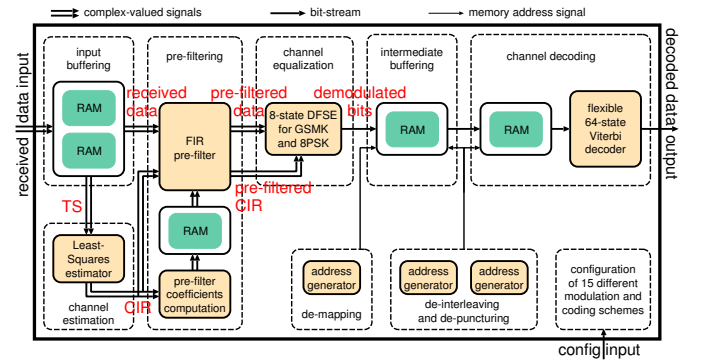 complex-valued signals
bit-stream
memory address signal
input
buffering
pre-filtering
channel
equalization
intermediate
buffering
channel decoding
received data input
RAM
RAM
received
data
FIR
pre-filter
pre-filtered
data
8-state DFSE
for GSMK
and 8PSK
demodulated
bits
RAM
RAM
flexible
64-state
Viterbi
decoder
decoded data
output
TS
pre-filtered
CIR
RAM
Least-
Squares
estimator
channel
estimation
CIR
pre-filter
coefficients
computation
address
generator
de-mapping
address
generator
address
generator
de-interleaving
and de-puncturing
configuration
of 15 different
modulation and
coding schemes
config input